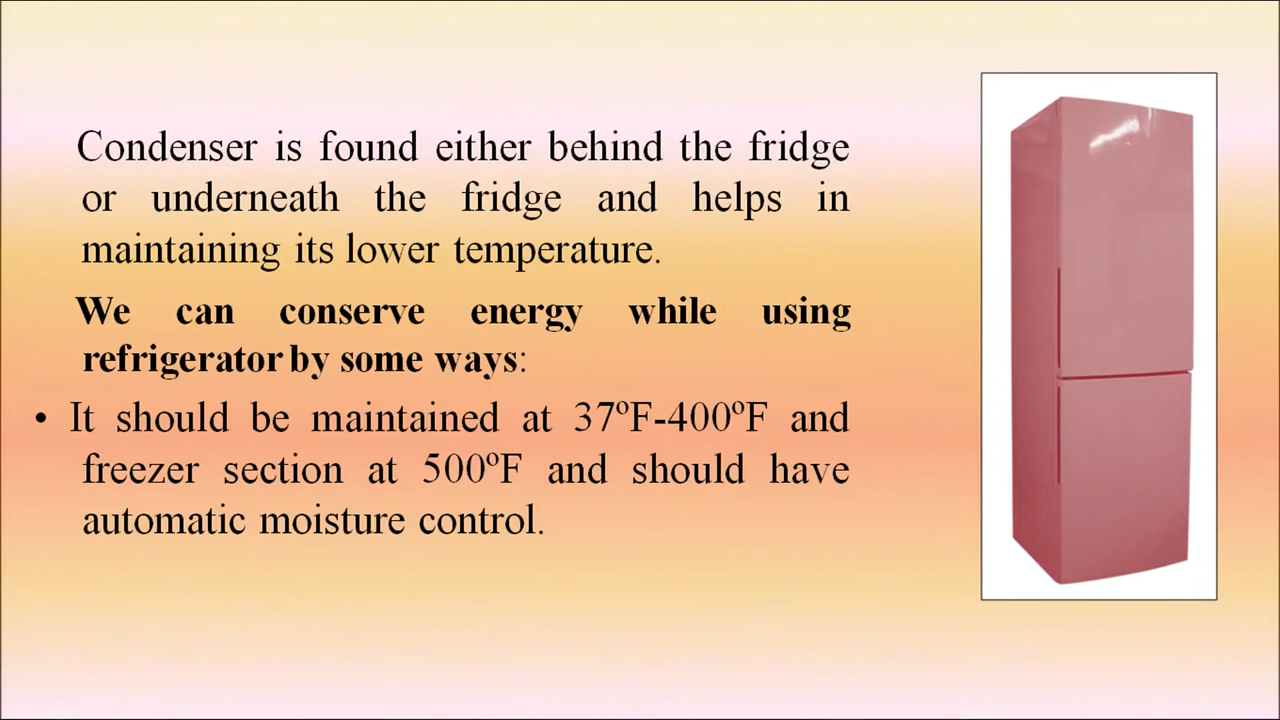 Condenser is found either behind the fridge
or underneath the fridge and helps in
maintaining its lower temperature.
We can conserve energy while using
refrigerator by some ways:
• It should be maintained at 37ºF-400ºF and
freezer section at 500ºF and should have
automatic moisture control.